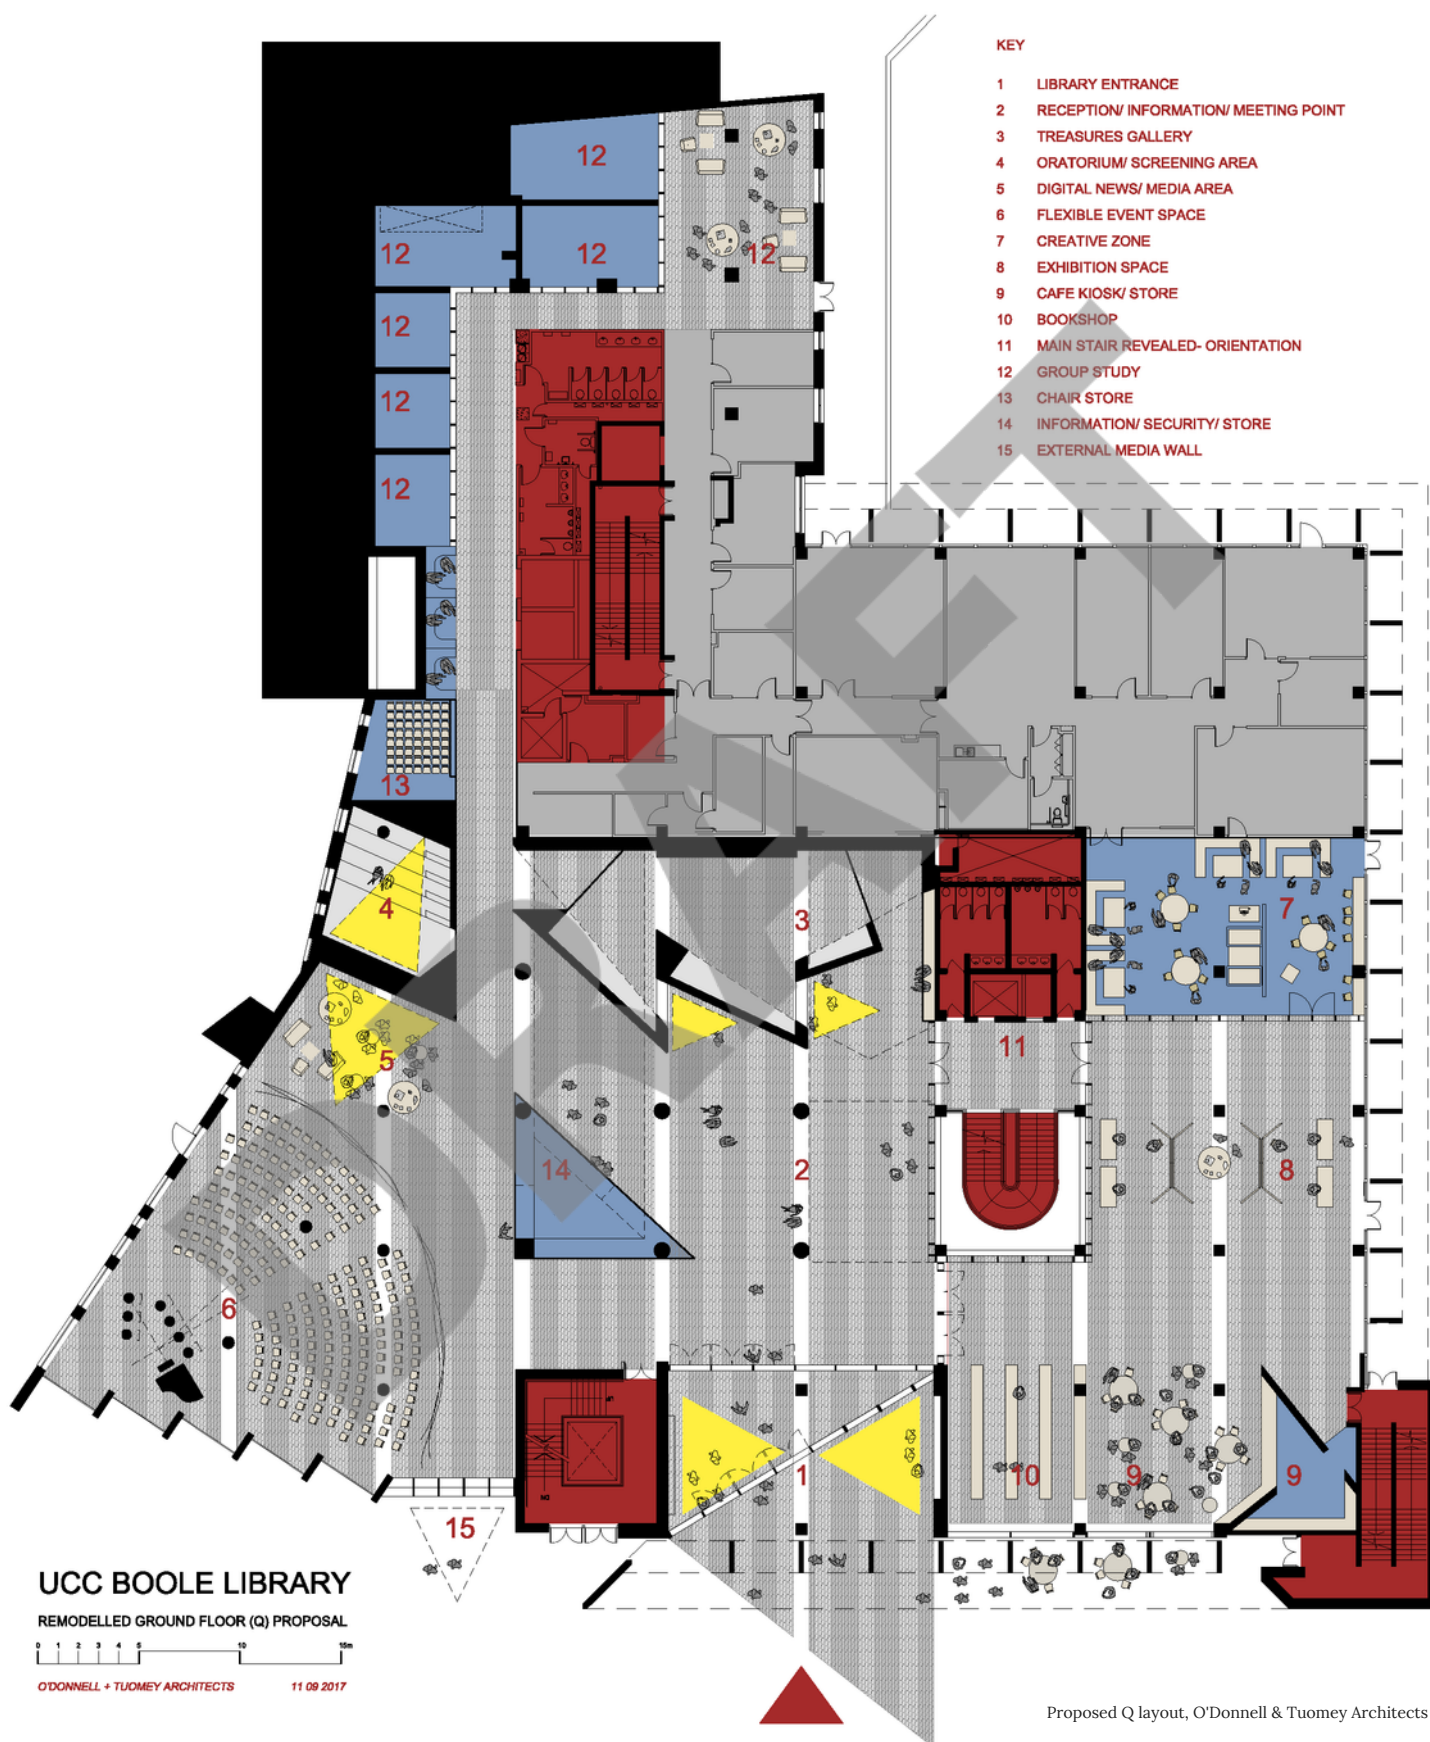 KEY
1 LIBRARY ENTRANCE
2 RECEPTION/ INFORMATION/ MEETING POINT
3 TREASURES GALLERY
4 ORATORIUM/ SCREENING AREA
5 DIGITAL NEWS/ MEDIA AREA
6 FLEXIBLE EVENT SPACE
7 CREATIVE ZONE
8 EXHIBITION SPACE
9 CAFE KIOSK/ STORE
10 BOOKSHOP
11 MAIN STAIR REVEALED- ORIENTATION
12 GROUP STUDY
13 CHAIR STORE
14 INFORMATION/ SECURITY/ STORE
15 EXTERNAL MEDIA WALL
12
12
12
12
12
12
12
13
4
3
7
5
11
14
2
8
6
1
10
9
9
15
DRAFT
UCC BOOLE LIBRARY
REMODELLED GROUND FLOOR (Q) PROPOSAL
0 1 2 3 4 5 10 15m
O'DONNELL + TUOMEY ARCHITECTS 11 09 2017
Proposed Q layout, O'Donnell & Tuomey Architects